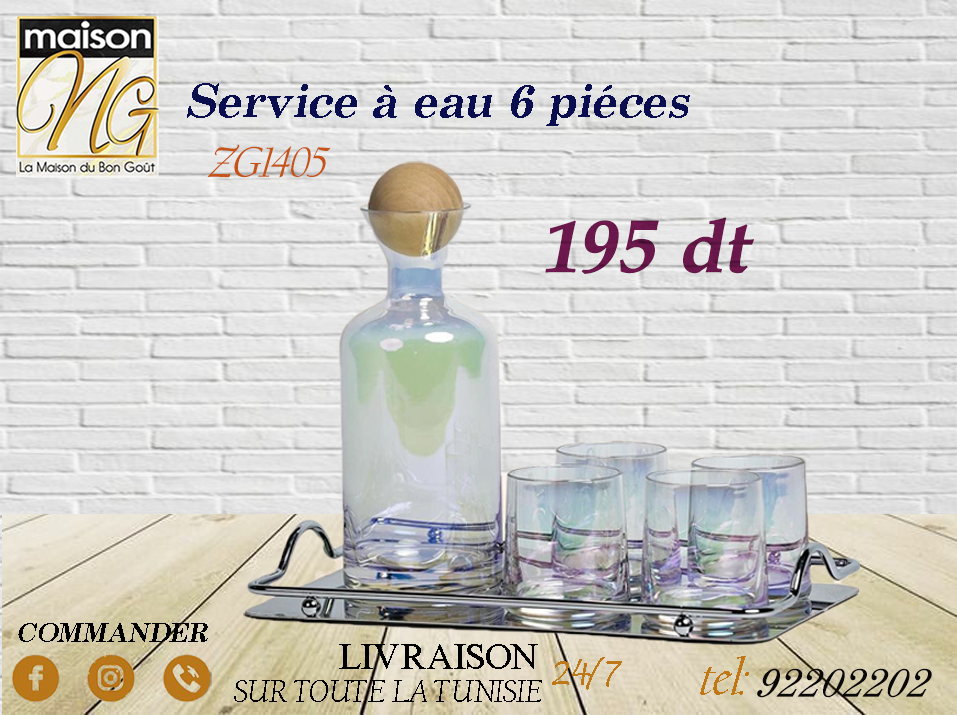 maison
NG
La Maison du Bon Goût
Service à eau 6 piéces
ZG1405
195 dt
COMMANDER
LIVRAISON 24/7
SUR TOUTE LA TUNISIE
tel: 92202202